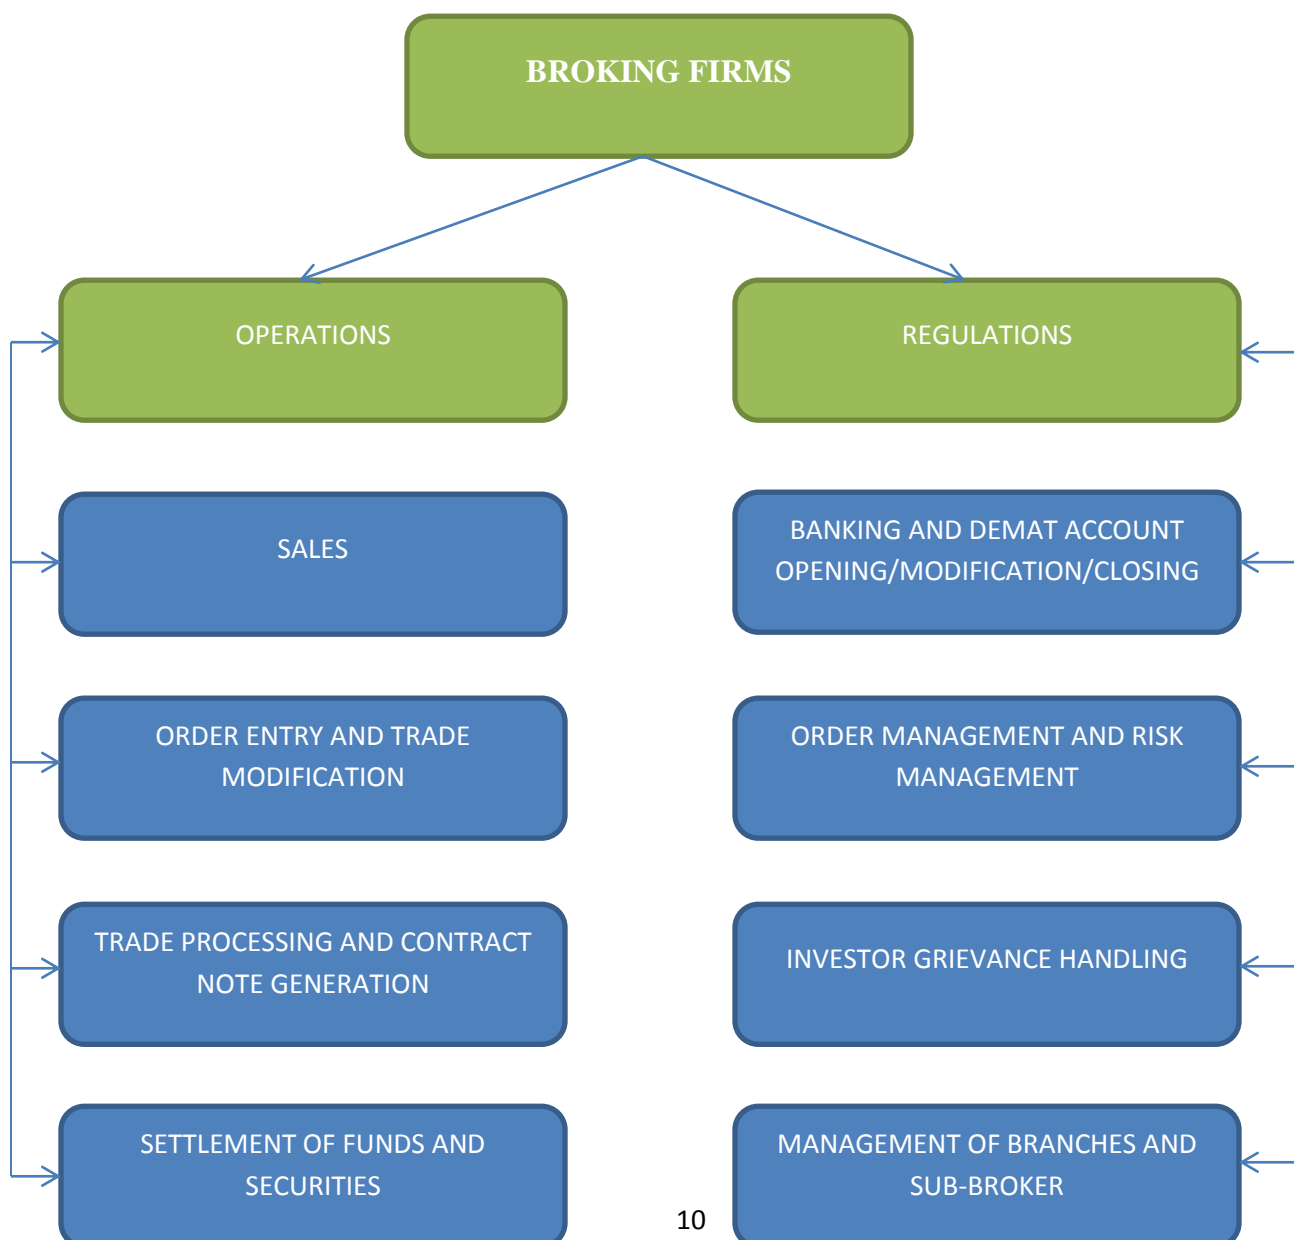 BROKING FIRMS
OPERATIONS
REGULATIONS
SALES
BANKING AND DEMAT ACCOUNT
OPENING/MODIFICATION/CLOSING
ORDER ENTRY AND TRADE
MODIFICATION
ORDER MANAGEMENT AND RISK
MANAGEMENT
TRADE PROCESSING AND CONTRACT
NOTE GENERATION
INVESTOR GRIEVANCE HANDLING
SETTLEMENT OF FUNDS AND
SECURITIES
MANAGEMENT OF BRANCHES AND
SUB-BROKER
10